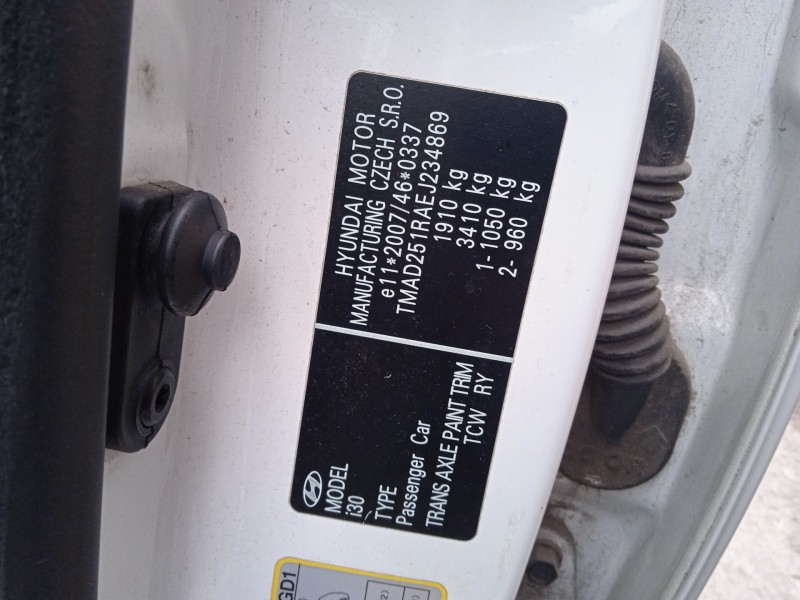 HYUNDAI MOTOR
MANUFACTURING CZECH S.R.O.
e11*2007/46*0337
TMAD251RAEJ234869
1910 kg
3410 kg
1- 1050 kg
2- 960 kg
MODEL
i30
TYPE
Passenger Car
TRANS AXLE PAINT TRIM
TCW RY
GD1